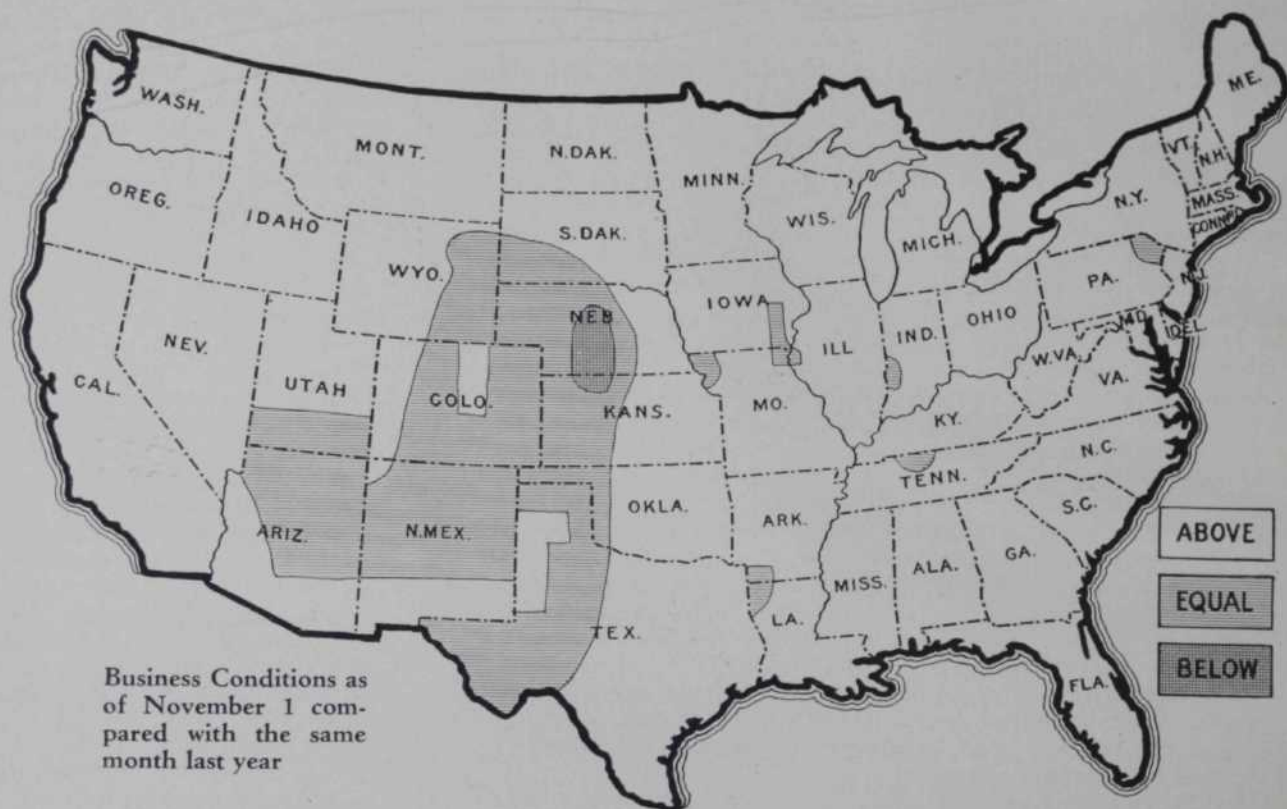 WASH.
MONT.
N.DAK.
MINN.
ME.
VT.
N.H.
OREG.
IDAHO
S.DAK.
WIS.
MICH.
N.Y.
MASS.
CONN.
WYO.
IOWA
PA.
N.J.
NEV.
NEB
OHIO
MD.
DEL.
CAL.
UTAH
COLO.
ILL
IND.
W.VA.
VA.
KANS.
MO.
KY.
N.C.
TENN.
ARIZ.
N.MEX.
OKLA.
ARK.
S.C.
MISS.
ALA.
GA.
TEX.
LA.
FLA.
ABOVE
EQUAL
BELOW
Business Conditions as
of November 1 com-
pared with the same
month last year